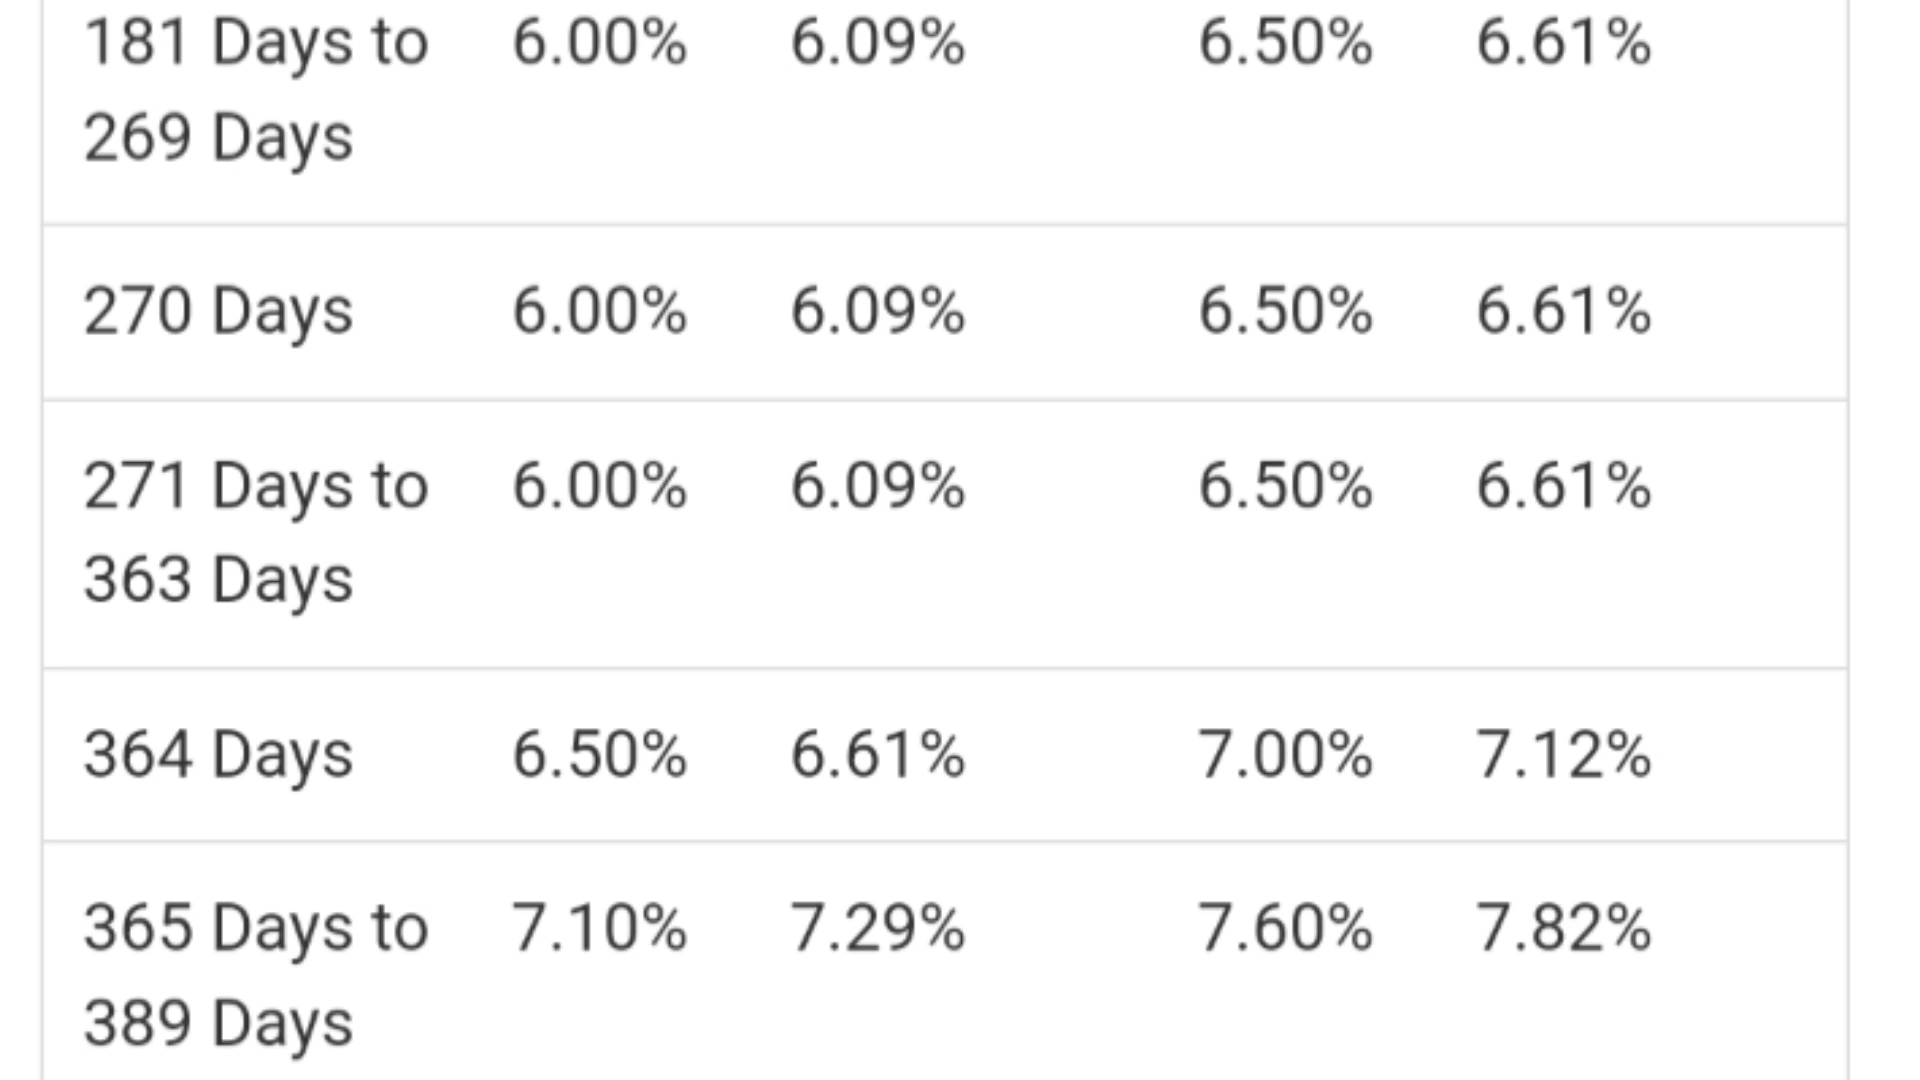 181 Days to 6.00% 6.09% 6.50% 6.61%
269 Days
270 Days 6.00% 6.09% 6.50% 6.61%
271 Days to 6.00% 6.09% 6.50% 6.61%
363 Days
364 Days 6.50% 6.61% 7.00% 7.12%
365 Days to 7.10% 7.29% 7.60% 7.82%
389 Days